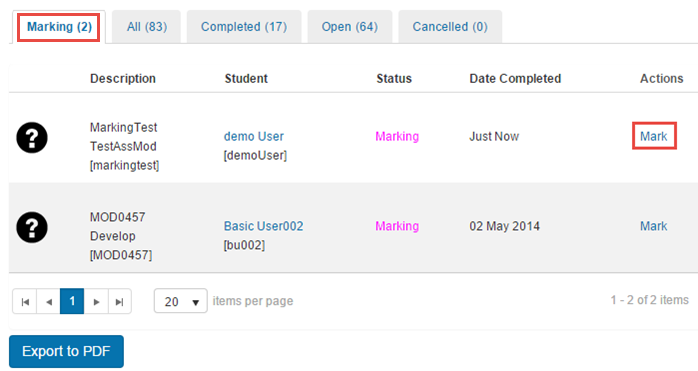 Marking (2) All (83) Completed (17) Open (64) Cancelled (0)
Description Student Status Date Completed Actions
MarkingTest
TestAssMod
[markingtest]
demo User
[demoUser]
Marking
Just Now
Mark
MOD0457
Develop
[MOD0457]
Basic User002
[bu002]
Marking
02 May 2014
Mark
1 20 items per page 1 - 2 of 2 items
Export to PDF